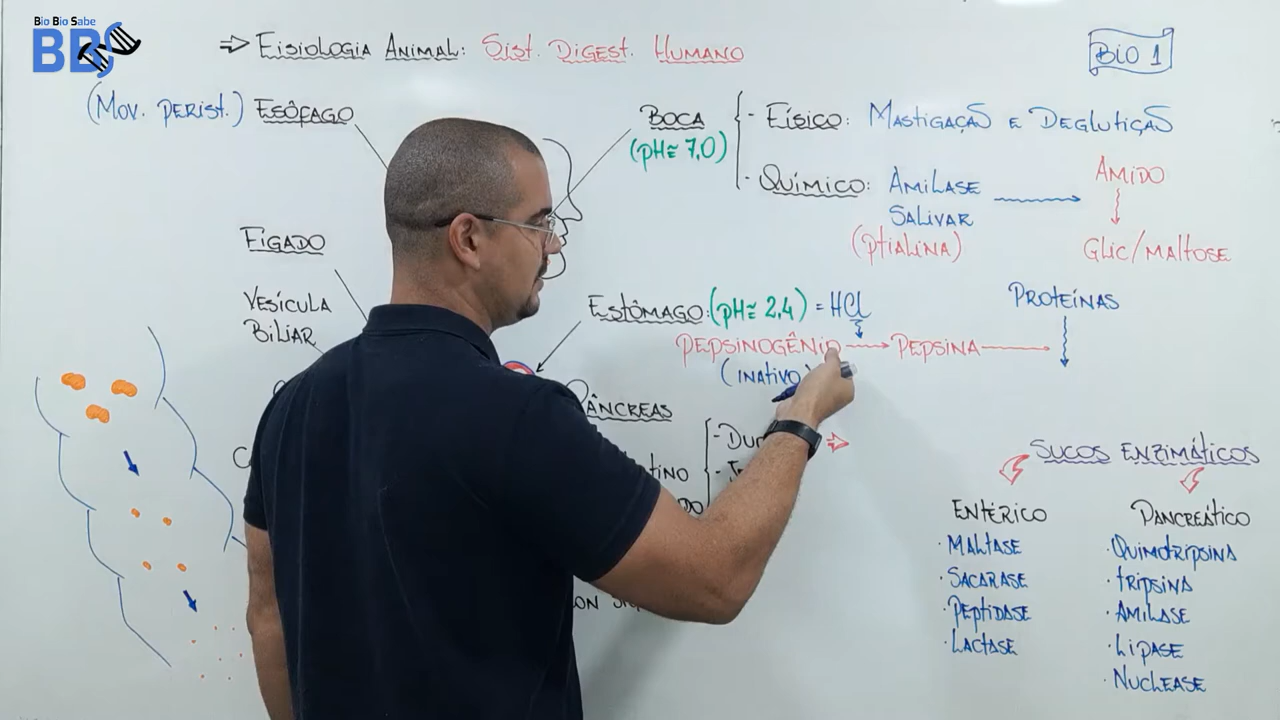 Bio Bio Sabe
BBS
⇒ FISIOLOGIA ANIMAL: SIST. DIGEST. HUMANO
BIO 1
(MOV. PERIST.) ESÔFAGO
BOCA
(pH≅ 7,0)
- FÍSICO: MASTIGAÇÃO E DEGLUTIÇÃO
- QUÍMICO: AMILASE SALIVAR
(PTIALINA)
AMIDO
GLIC/MALTOSE
FIGADO
VESÍCULA
BILIAR
ESTÔMAGO: (pH≅ 2,4) = HCl
PEPSINOGÊNIO → PEPSINA
(INATIVO)
PROTEÍNAS
SUCOS ENZIMÁTICOS
ENTÉRICO
· MALTASE
· SACARASE
· PEPTIDASE
· LACTASE
PANCREÁTICO
· QUIMOTRIPSINA
· TRIPSINA
· AMILASE
· LIPASE
· NUCLEASE